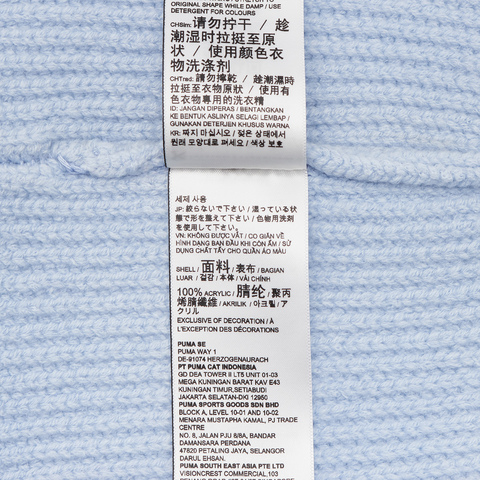 ORIGINAL SHAPE WHILE DAMP / USE
DETERGENT FOR COLOURS
CHSim: 请勿拧干 / 趁
潮湿时拉挺至原
状 / 使用颜色衣
物洗涤剂
CHTrad: 請勿擰乾 / 趁潮濕時
拉挺至衣物原狀 / 使用有
色衣物專用的洗衣精
ID: JANGAN DIPERAS / BENTANGKAN
KE BENTUK ASLINYA SELAGI LEMBAP /
GUNAKAN DETERJEN KHUSUS WARNA
KR: 짜지 마십시오 / 젖은 상태에서
원래 모양대로 펴세요 / 색상 보호
세제 사용
JP: 絞らないで下さい / 湿っている状
態で形を整えて下さい / 色物用洗剤
を使用して下さい。
VN: KHÔNG ĐƯỢC VẮT / CO GIÃN VỀ
HÌNH DẠNG BAN ĐẦU KHI CÒN ẨM / SỬ
DỤNG CHẤT TẨY CHO QUẦN ÁO MÀU
SHELL / 面料 / 表布 / BAGIAN
LUAR / 겉감 / 本体 / VẢI CHÍNH
100% ACRYLIC / 腈纶 / 聚丙
烯腈纖維 / AKRILIK / 아크릴 / ア
クリル
EXCLUSIVE OF DECORATION / À
L'EXCEPTION DES DÉCORATIONS
PUMA SE
PUMA WAY 1
DE-91074 HERZOGENAURACH
PT PUMA CAT INDONESIA
GD DEA TOWER II LT5 UNIT 01-03
MEGA KUNINGAN BARAT KAV E43
KUNINGAN TIMUR, SETIABUDI
JAKARTA SELATAN-DKI 12950
PUMA SPORTS GOODS SDN BHD
BLOCK A, LEVEL 10-01 AND 10-02
MENARA MUSTAPHA KAMAL, PJ TRADE
CENTRE
NO. 8, JALAN PJU 8/8A, BANDAR
DAMANSARA PERDANA
47820 PETALING JAYA, SELANGOR
DARUL EHSAN.
PUMA SOUTH EAST ASIA PTE LTD
VISIONCREST COMMERCIAL, 103